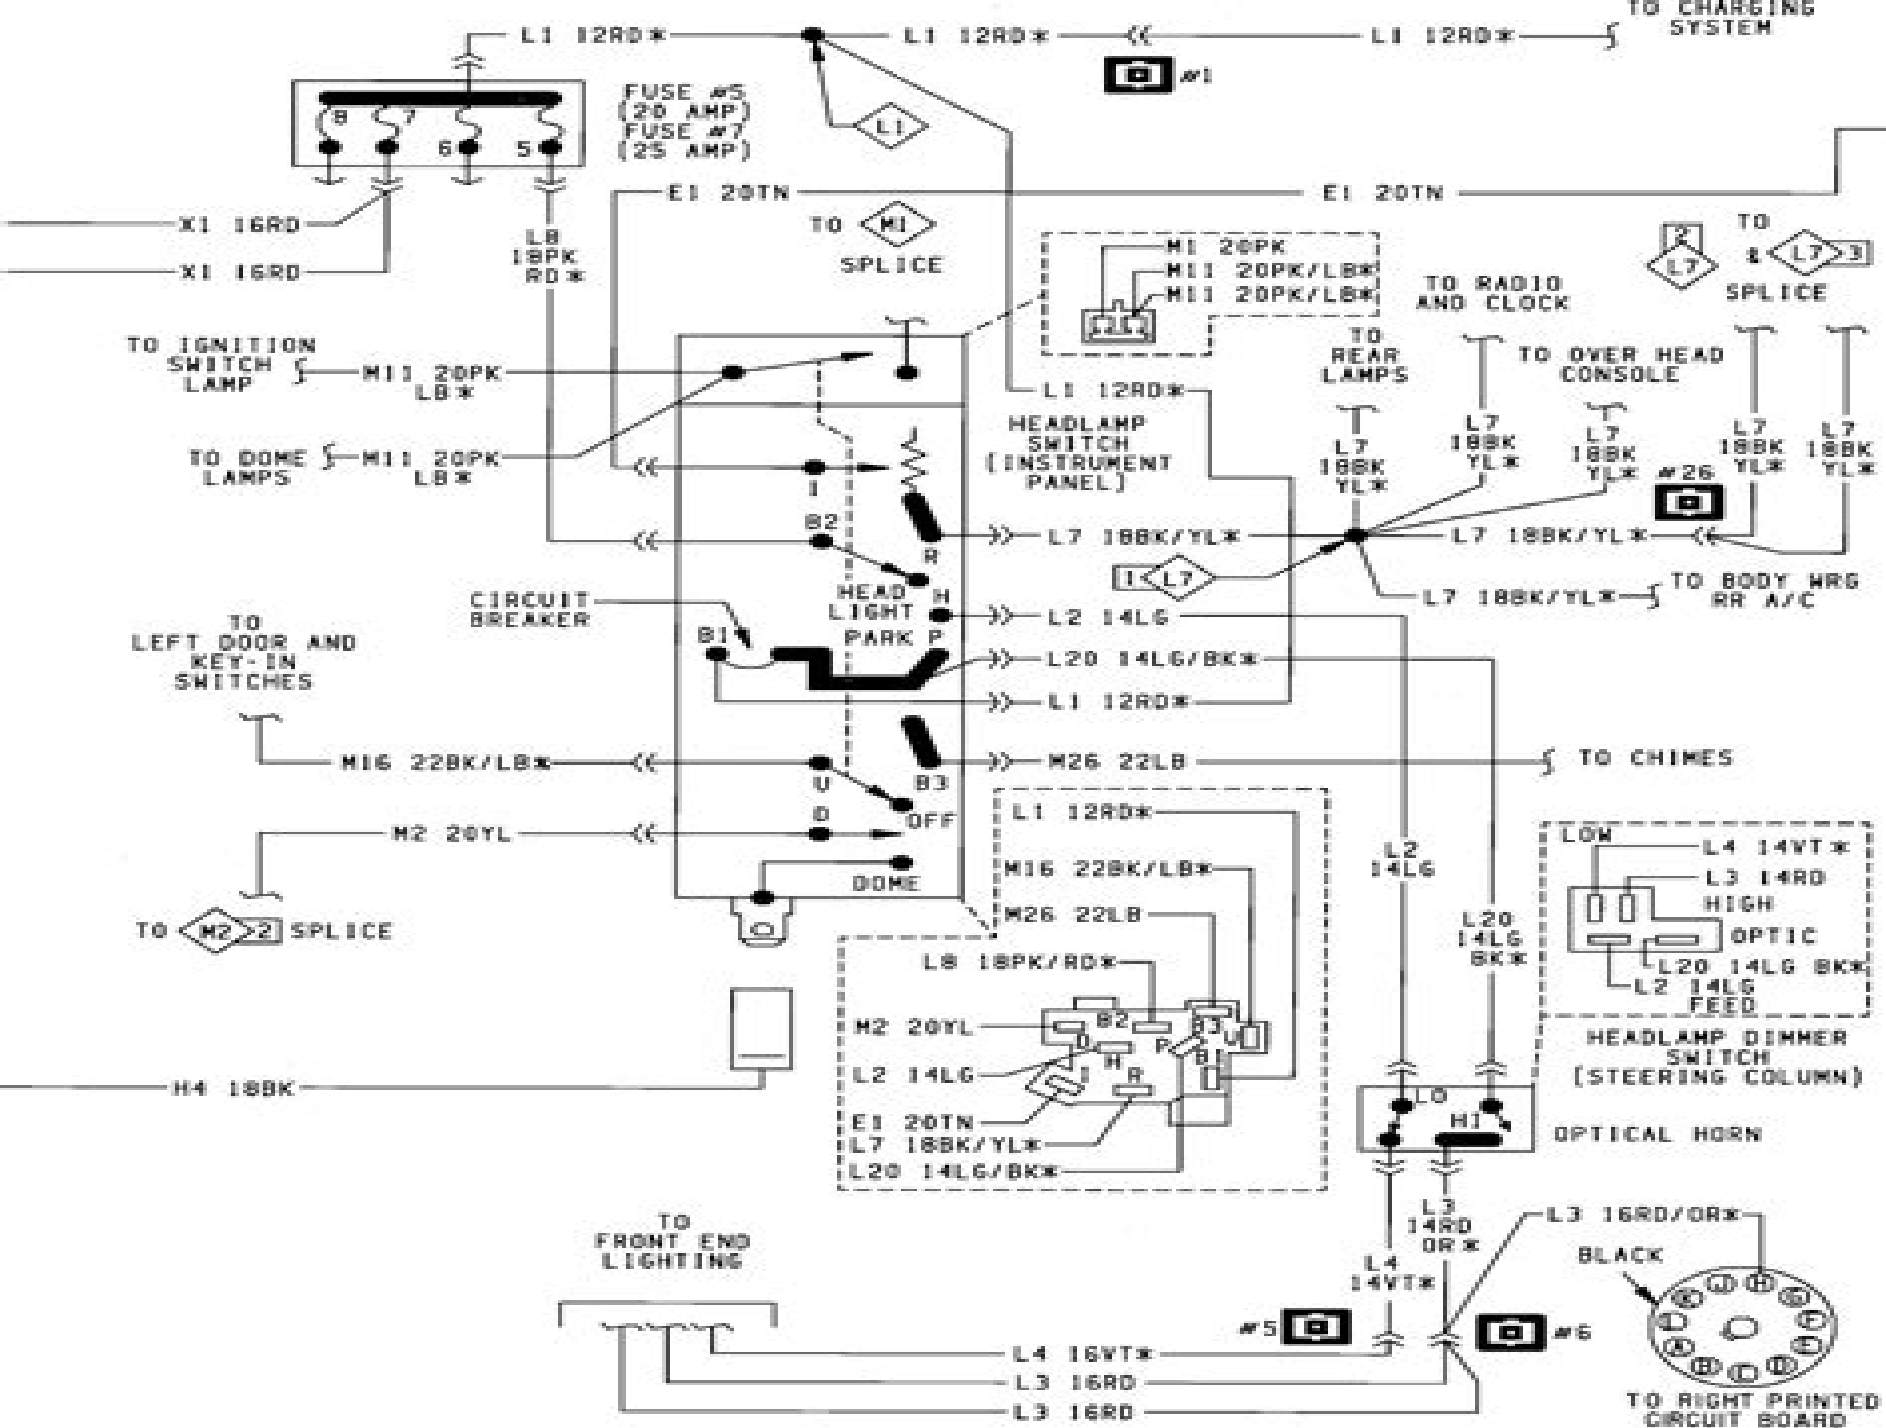 TO CHARGING
SYSTEM
L1 12RD*
L1 12RD*
L1 12RD*
#1
FUSE #5
(20 AMP)
FUSE #7
(25 AMP)
8
7
6
5
L1
E1 20TN
E1 20TN
X1 16RD
X1 16RD
L8
18PK
RD*
TO M1
SPLICE
M1 20PK
M11 20PK/LB*
M11 20PK/LB*
TO RADIO
AND CLOCK
2
L7
TO
& L7 3
SPLICE
TO IGNITION
SWITCH
LAMP
M11 20PK
LB*
TO
REAR
LAMPS
TO OVER HEAD
CONSOLE
L1 12RD*
HEADLAMP
SWITCH
[INSTRUMENT
PANEL]
TO DOME
LAMPS
M11 20PK
LB*
L7
18BK
YL*
L7
18BK
YL*
L7
18BK
YL*
L7
18BK
YL*
L7
18BK
YL*
#26
I
B2
R
L7 18BK/YL*
L7 18BK/YL*
1 L7
L7 18BK/YL*
TO BODY WRG
RR A/C
CIRCUIT
BREAKER
HEAD
LIGHT
H
L2 14LG
PARK P
B1
L20 14LG/BK*
L1 12RD*
TO
LEFT DOOR AND
KEY-IN
SWITCHES
M16 22BK/LB*
U
B3
M26 22LB
TO CHIMES
D
OFF
M2 20YL
DOME
TO M2 2 SPLICE
L1 12RD*
M16 22BK/LB*
M26 22LB
L8 18PK/RD*
M2 20YL
B2
B3
U
D
H
P
B1
I
R
L2 14LG
E1 20TN
L7 18BK/YL*
L20 14LG/BK*
L2
14LG
L20
14LG
BK*
LOW
L4 14VT*
L3 14RD
HIGH
OPTIC
L20 14LG BK*
L2 14LG
FEED
HEADLAMP DIMMER
SWITCH
(STEERING COLUMN)
H4 18BK
LO
HI
OPTICAL HORN
L3
14RD
OR*
L4
14VT*
L3 16RD/OR*
BLACK
TO
FRONT END
LIGHTING
#5
#6
L4 16VT*
L3 16RD
L3 16RD
J
H
K
G
L
F
A
E
B
C
D
TO RIGHT PRINTED
CIRCUIT BOARD